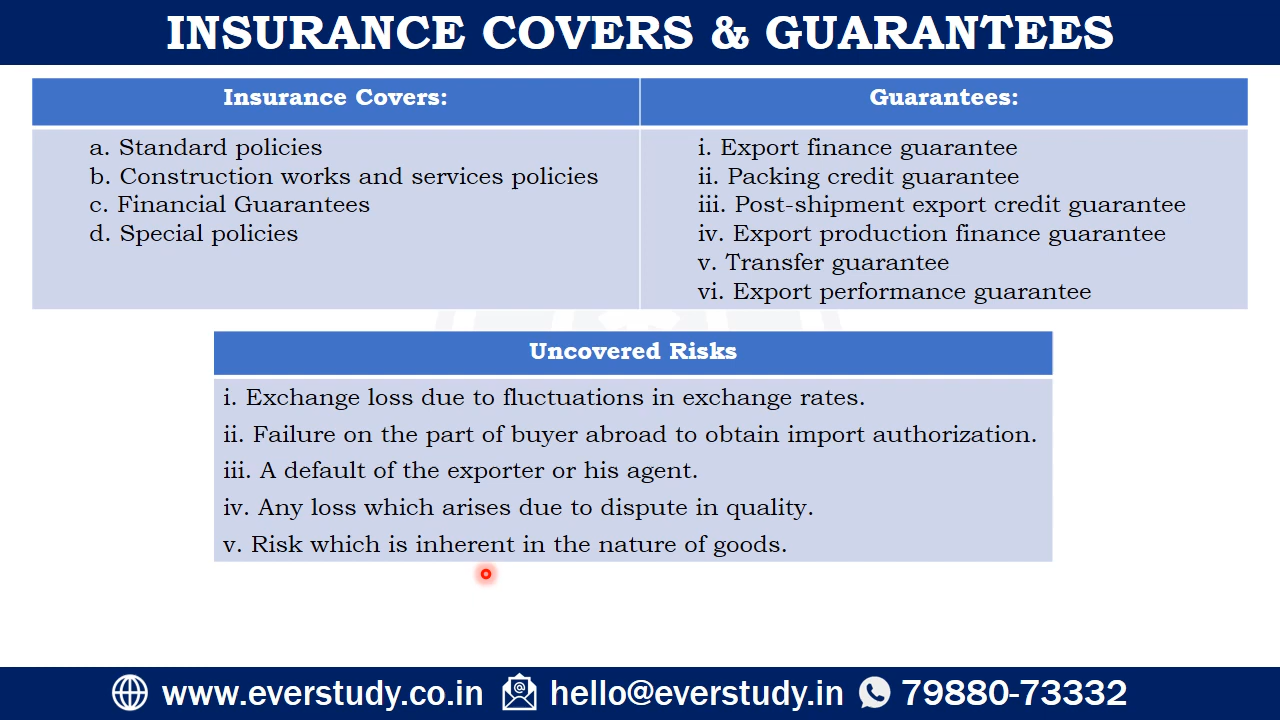 INSURANCE COVERS & GUARANTEES
Insurance Covers:
a. Standard policies
b. Construction works and services policies
c. Financial Guarantees
d. Special policies
Guarantees:
i. Export finance guarantee
ii. Packing credit guarantee
iii. Post-shipment export credit guarantee
iv. Export production finance guarantee
v. Transfer guarantee
vi. Export performance guarantee
Uncovered Risks
i. Exchange loss due to fluctuations in exchange rates.
ii. Failure on the part of buyer abroad to obtain import authorization.
iii. A default of the exporter or his agent.
iv. Any loss which arises due to dispute in quality.
v. Risk which is inherent in the nature of goods.
www.everstudy.co.in hello@everstudy.in 79880-73332